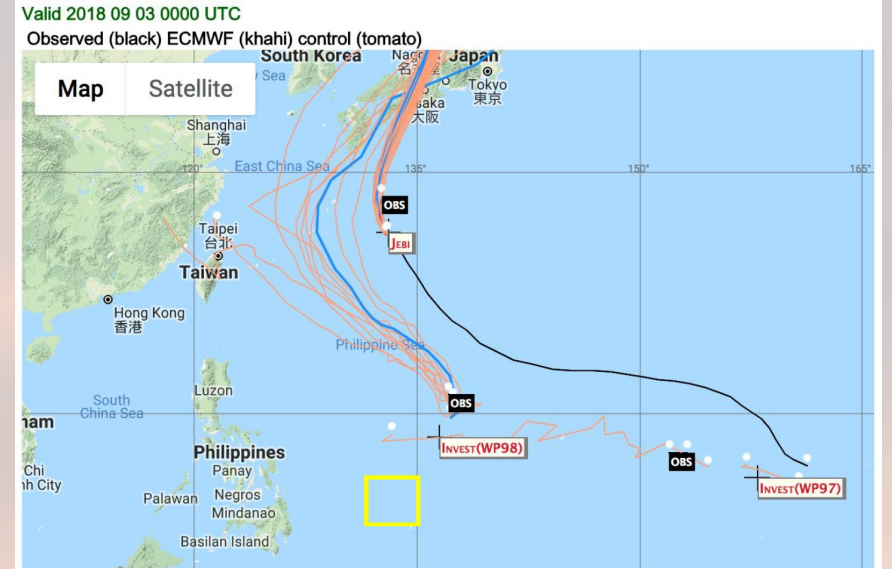 Valid 2018 09 03 0000 UTC
Observed (black) ECMWF (khahi) control (tomato)
South Korea
Japan
Map
Satellite
Sea
Tokyo
東京
大阪
Shanghai
上海
East China Sea
120°
135°
150°
165°
OBS
JEBI
Taipei
台北
Taiwan
Hong Kong
香港
Philippine Sea
Luzon
South
China Sea
OBS
INVEST(WP98)
OBS
INVEST(WP97)
Philippines
Panay
Negros
Palawan
Mindanao
Basilan Island